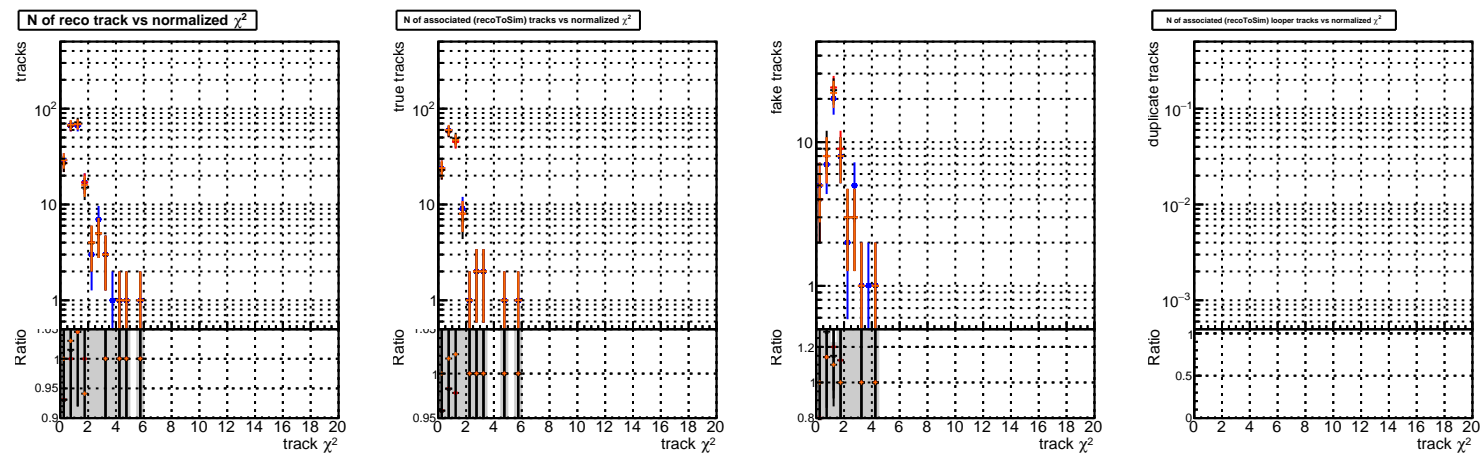 N of reco track vs normalized χ²
tracks
10²
10
1
Ratio
1.05
1
0.95
0.9
0 2 4 6 8 10 12 14 16 18 20
track χ²
N of associated (recoToSim) tracks vs normalized χ²
true tracks
10²
10
1
Ratio
1.05
1
0.95
0 2 4 6 8 10 12 14 16 18 20
track χ²
fake tracks
10
1
Ratio
1.2
1
0.8
0 2 4 6 8 10 12 14 16 18 20
track χ²
N of associated (recoToSim) looper tracks vs normalized χ²
duplicate tracks
10⁻¹
10⁻²
10⁻³
Ratio
1
0.5
0
0 2 4 6 8 10 12 14 16 18 20
track χ²